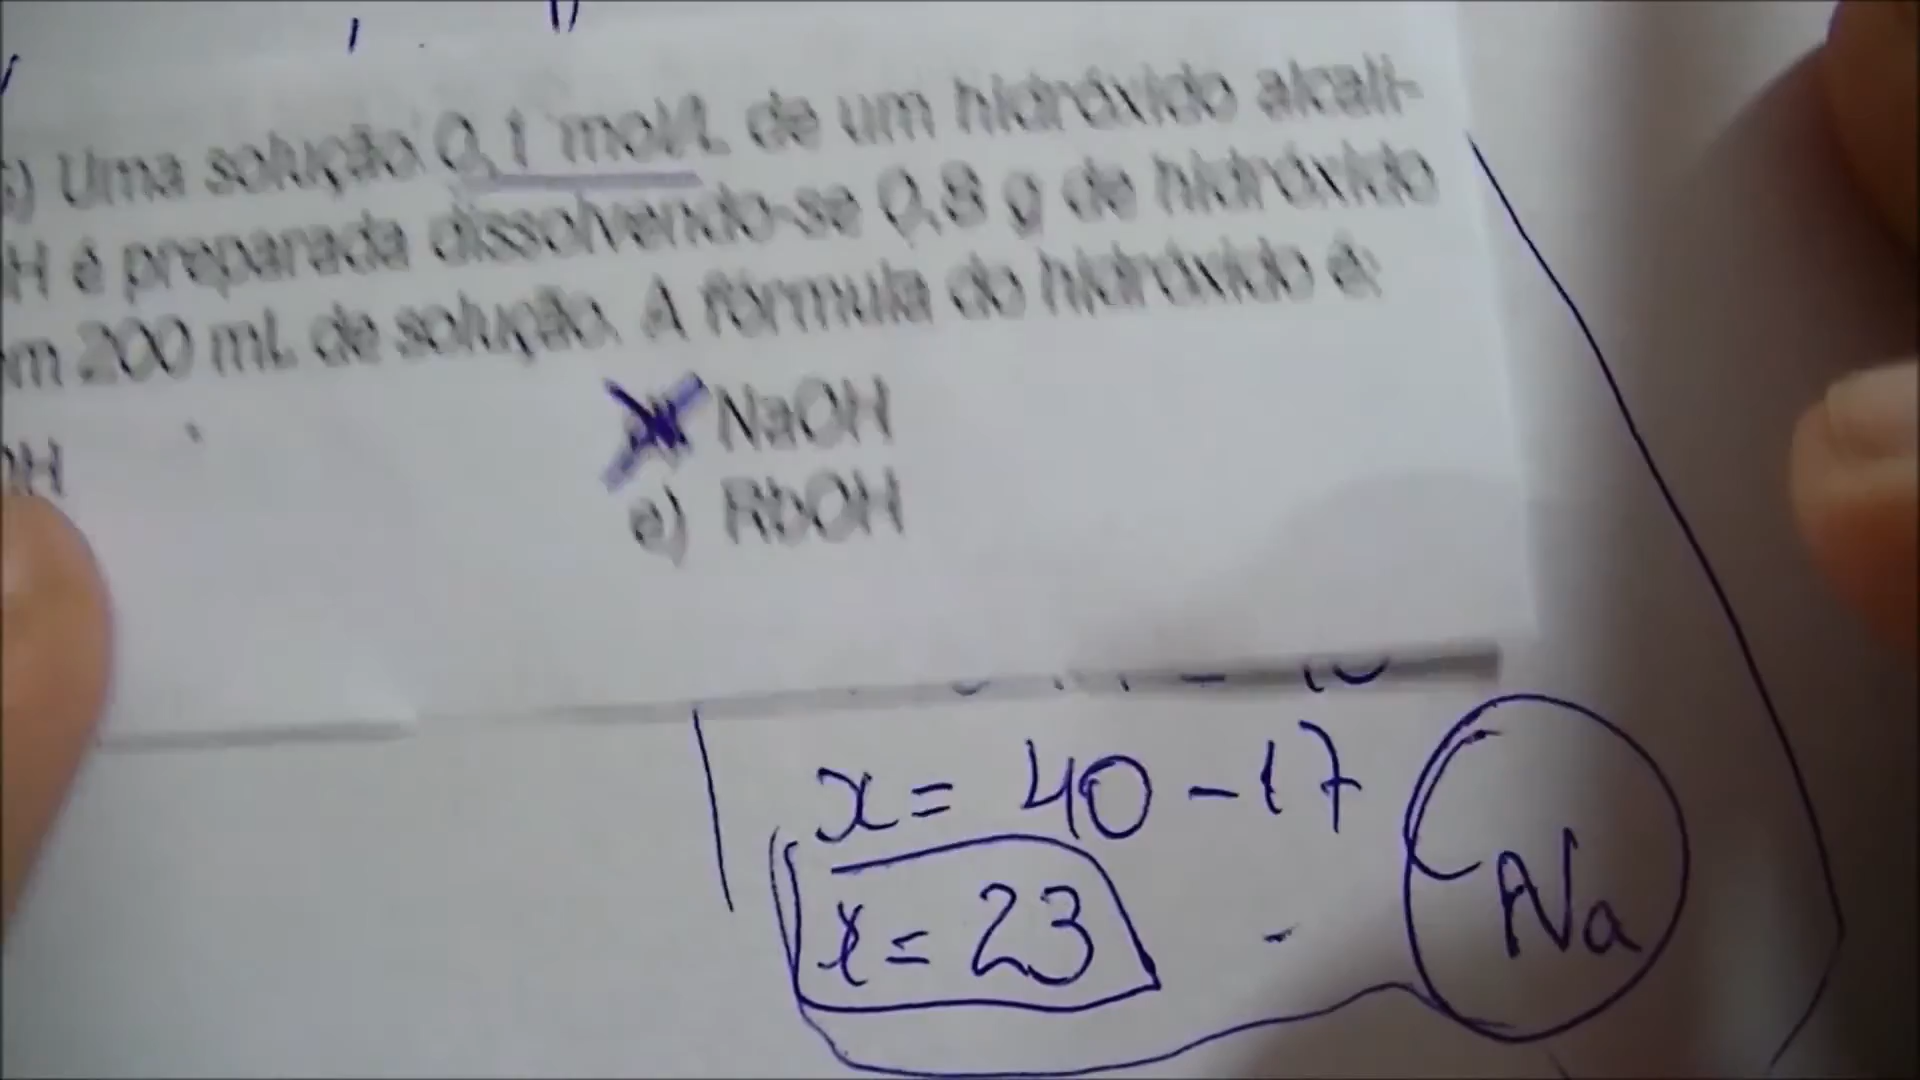 ) Uma solução 0,1 mol/L de um hidróxido alcali-
H é preparada dissolvendo-se 0,8 g de hidróxido
m 200 mL de solução. A fórmula do hidróxido é:
H
NaOH
e) RbOH
x = 40 - 17
x = 23
Na